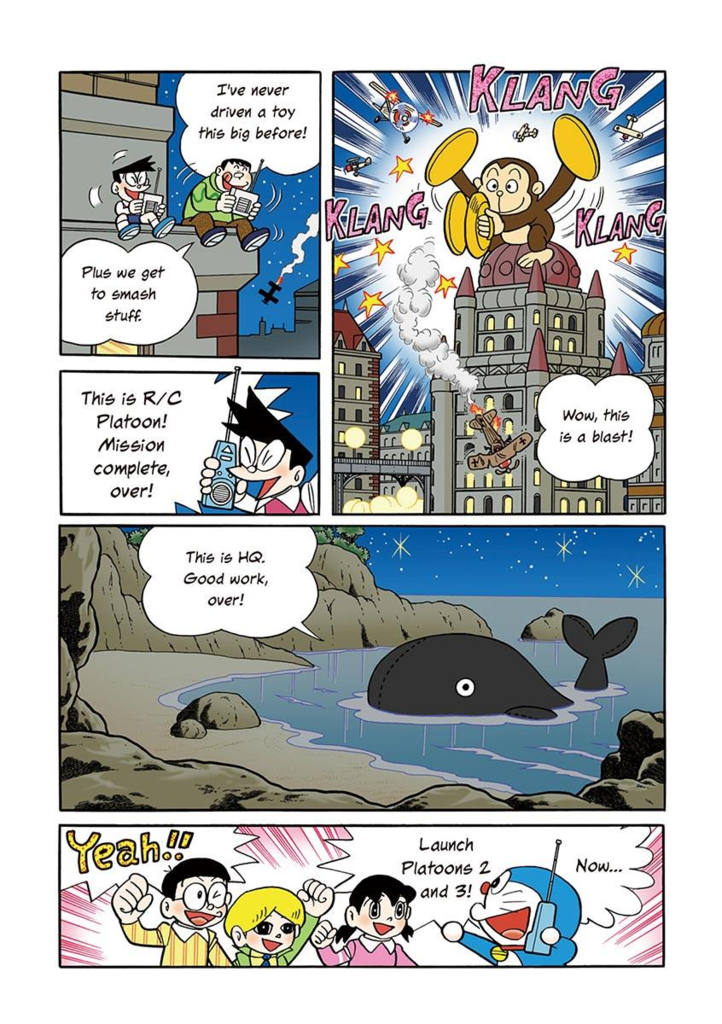 I've never
driven a toy
this big before!
Plus we get
to smash
stuff.
KLANG
KLANG
KLANG
Wow, this
is a blast!
This is R/C
Platoon!
Mission
complete,
over!
This is HQ.
Good work,
over!
Yeah!!
Launch
Platoons 2
and 3!
Now...